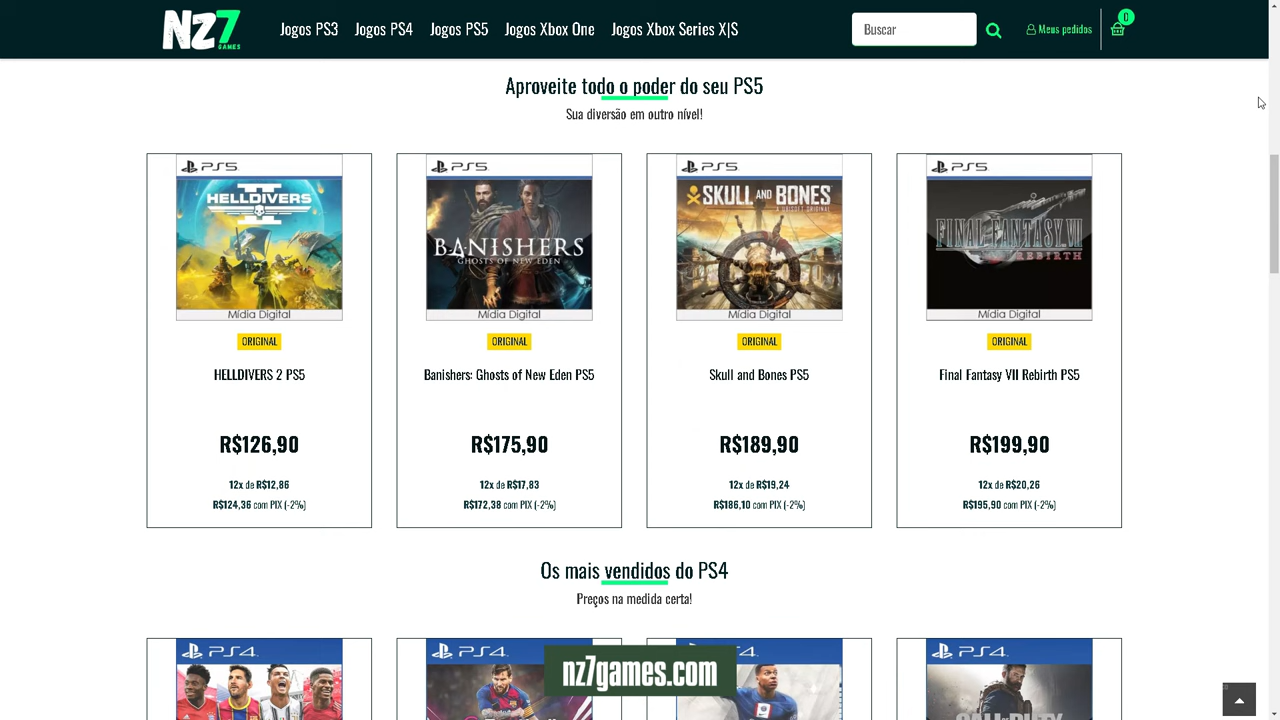 NZ7
GAMES
Jogos PS3
Jogos PS4
Jogos PS5
Jogos Xbox One
Jogos Xbox Series X|S
Buscar
Meus pedidos
0
Aproveite todo o poder do seu PS5
Sua diversão em outro nível!
PS5
HELLDIVERS
II
Mídia Digital
ORIGINAL
HELLDIVERS 2 PS5
R$126,90
12x de R$12,86
R$124,36 com PIX (-2%)
PS5
BANISHERS
GHOSTS OF NEW EDEN
Mídia Digital
ORIGINAL
Banishers: Ghosts of New Eden PS5
R$175,90
12x de R$17,83
R$172,38 com PIX (-2%)
PS5
SKULL AND BONES
A UBISOFT ORIGINAL
Mídia Digital
ORIGINAL
Skull and Bones PS5
R$189,90
12x de R$19,24
R$186,10 com PIX (-2%)
PS5
FINAL FANTASY VII
REBIRTH
Mídia Digital
ORIGINAL
Final Fantasy VII Rebirth PS5
R$199,90
12x de R$20,26
R$195,90 com PIX (-2%)
Os mais vendidos do PS4
Preços na medida certa!
PS4
PS4
PS4
PS4
CALL OF DUTY
nz7games.com